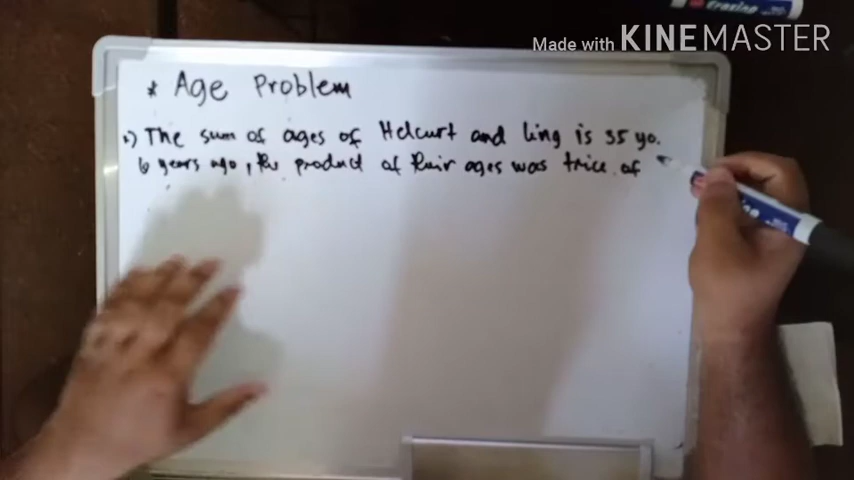 Made with KINEMASTER
* Age Problem
The sum of ages of Helcurt and Ling is 35 yo.
6 years ago, the product of their ages was trice of